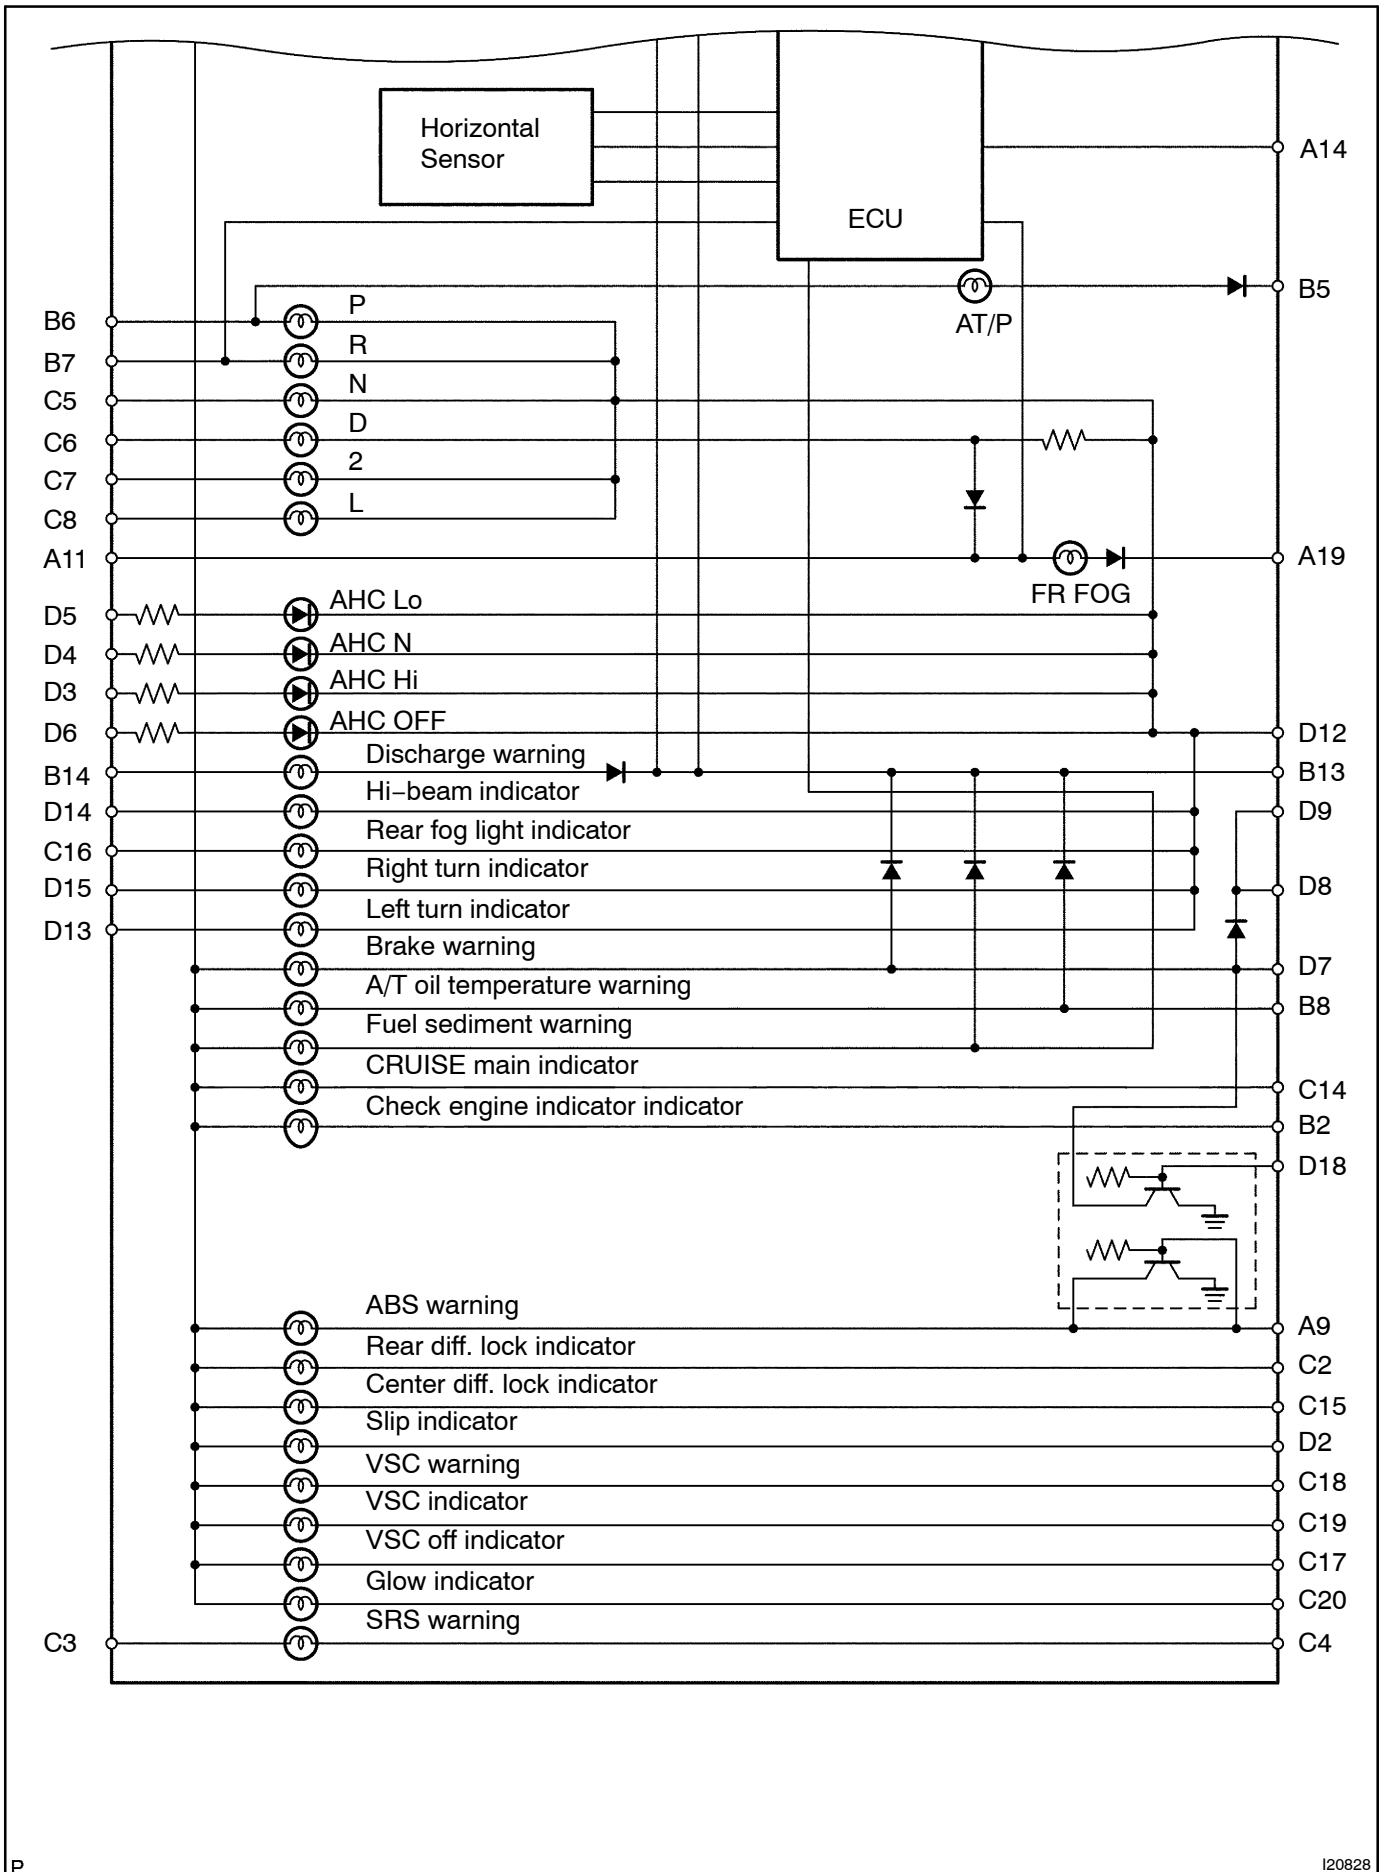 Horizontal
Sensor
A14
ECU
B5
AT/P
B6
P
B7
R
C5
N
C6
D
C7
2
C8
L
A11
A19
FR FOG
D5
AHC Lo
D4
AHC N
D3
AHC Hi
D6
AHC OFF
D12
Discharge warning
B14
B13
Hi−beam indicator
D14
D9
Rear fog light indicator
C16
Right turn indicator
D15
D8
Left turn indicator
D13
Brake warning
D7
A/T oil temperature warning
B8
Fuel sediment warning
CRUISE main indicator
C14
Check engine indicator indicator
B2
D18
ABS warning
A9
Rear diff. lock indicator
C2
Center diff. lock indicator
C15
Slip indicator
D2
VSC warning
C18
VSC indicator
C19
VSC off indicator
C17
Glow indicator
C20
SRS warning
C3
C4
P
I20828